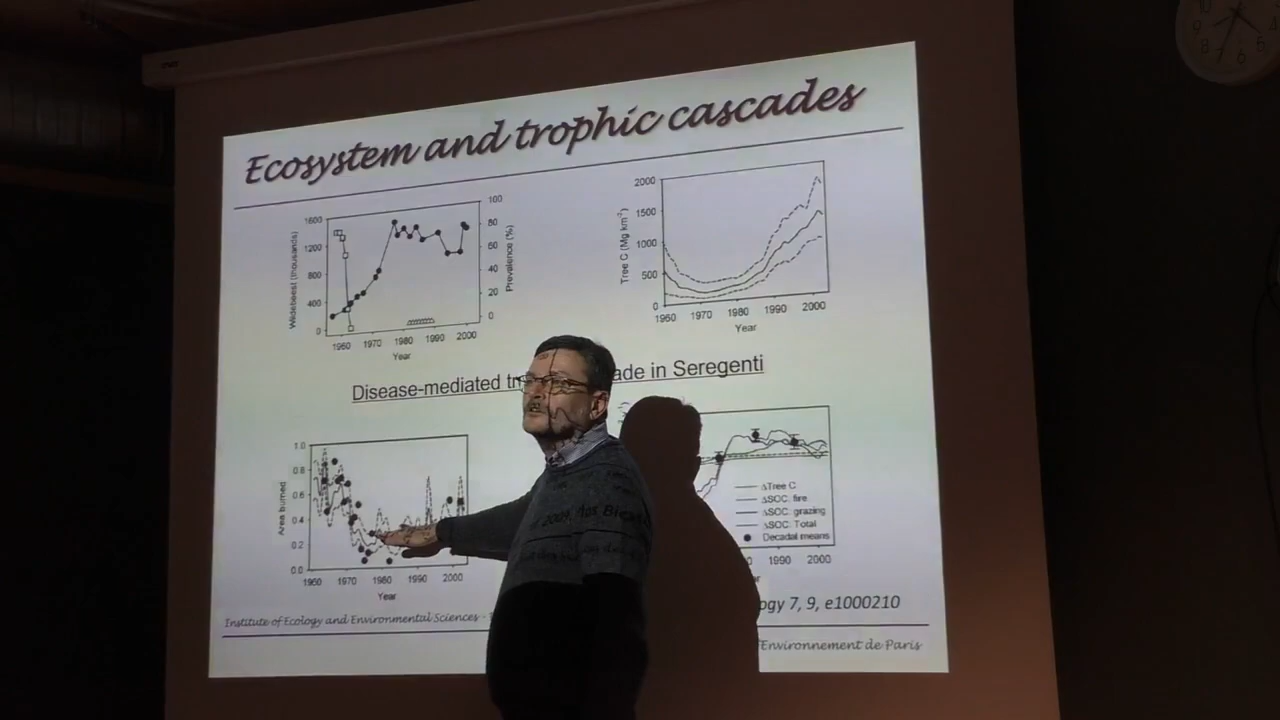 Ecosystem and trophic cascades
1600
1200
800
400
0
Wildebeest (thousands)
100
80
60
40
20
0
Prevalence (%)
1960 1970 1980 1990 2000
Year
2000
1500
1000
500
0
Tree C (Mg km-2)
1960 1970 1980 1990 2000
Year
Disease-mediated ade in Seregenti
1.0
0.8
0.6
0.4
0.2
0.0
Area burned
1960 1970 1980 1990 2000
Year
ΔTree C
ΔSOC: fire
ΔSOC: grazing
ΔSOC: Total
Decadal means
1990 2000
ogy 7, 9, e1000210
Institute of Ecology and Environmental Sciences -
Environnement de Paris